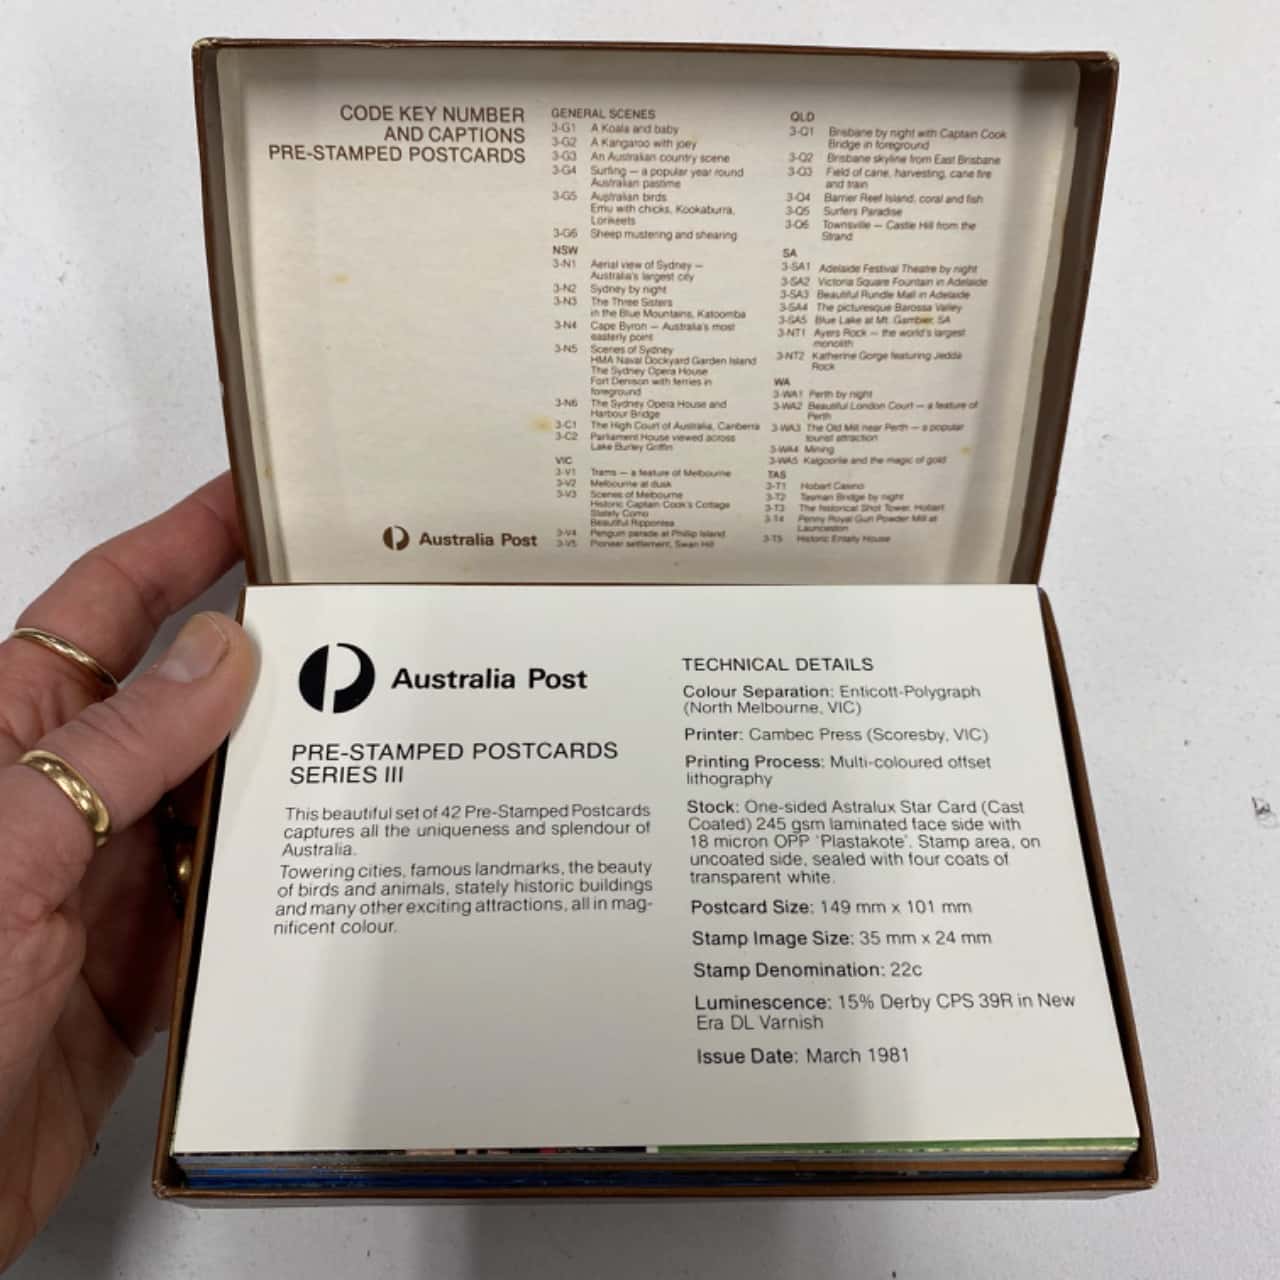 CODE KEY NUMBER
AND CAPTIONS
PRE-STAMPED POSTCARDS
Australia Post
GENERAL SCENES
3-G1 A Koala and baby
3-G2 A Kangaroo with joey
3-G3 An Australian country scene
3-G4 Surfing — a popular year round
Australian pastime
3-G5 Australian birds
Emu with chicks, Kookaburra,
Lorikeets
3-G6 Sheep mustering and shearing
NSW
3-N1 Aerial view of Sydney —
Australia's largest city
3-N2 Sydney by night
3-N3 The Three Sisters
in the Blue Mountains, Katoomba
3-N4 Cape Byron — Australia's most
easterly point
3-N5 Scenes of Sydney
HMA Naval Dockyard Garden Island
The Sydney Opera House
Fort Denison with ferries in
foreground
3-N6 The Sydney Opera House and
Harbour Bridge
3-C1 The High Court of Australia, Canberra
3-C2 Parliament House viewed across
Lake Burley Griffin
VIC
3-V1 Trams — a feature of Melbourne
3-V2 Melbourne at dusk
3-V3 Scenes of Melbourne
Historic Captain Cook's Cottage
Stately Como
Beautiful Ripponlea
3-V4 Penguin parade at Phillip Island
3-V5 Pioneer settlement, Swan Hill
QLD
3-Q1 Brisbane by night with Captain Cook
Bridge in foreground
3-Q2 Brisbane skyline from East Brisbane
3-Q3 Field of cane, harvesting, cane fire
and train
3-Q4 Barrier Reef Island, coral and fish
3-Q5 Surfers Paradise
3-Q6 Townsville — Castle Hill from the
Strand
SA
3-SA1 Adelaide Festival Theatre by night
3-SA2 Victoria Square Fountain in Adelaide
3-SA3 Beautiful Rundle Mall in Adelaide
3-SA4 The picturesque Barossa Valley
3-SA5 Blue Lake at Mt. Gambier, SA
3-NT1 Ayers Rock — the world's largest
monolith
3-NT2 Katherine Gorge featuring Jedda
Rock
WA
3-WA1 Perth by night
3-WA2 Beautiful London Court — a feature of
Perth
3-WA3 The Old Mill near Perth — a popular
tourist attraction
3-WA4 Mining
3-WA5 Kalgoorlie and the magic of gold
TAS
3-T1 Hobart Casino
3-T2 Tasman Bridge by night
3-T3 The historical Shot Tower, Hobart
3-T4 Penny Royal Gun Powder Mill at
Launceston
3-T5 Historic Entally House
Australia Post
PRE-STAMPED POSTCARDS
SERIES III
This beautiful set of 42 Pre-Stamped Postcards
captures all the uniqueness and splendour of
Australia.
Towering cities, famous landmarks, the beauty
of birds and animals, stately historic buildings
and many other exciting attractions, all in mag-
nificent colour.
TECHNICAL DETAILS
Colour Separation: Enticott-Polygraph
(North Melbourne, VIC)
Printer: Cambec Press (Scoresby, VIC)
Printing Process: Multi-coloured offset
lithography
Stock: One-sided Astralux Star Card (Cast
Coated) 245 gsm laminated face side with
18 micron OPP 'Plastakote'. Stamp area, on
uncoated side, sealed with four coats of
transparent white.
Postcard Size: 149 mm x 101 mm
Stamp Image Size: 35 mm x 24 mm
Stamp Denomination: 22c
Luminescence: 15% Derby CPS 39R in New
Era DL Varnish
Issue Date: March 1981